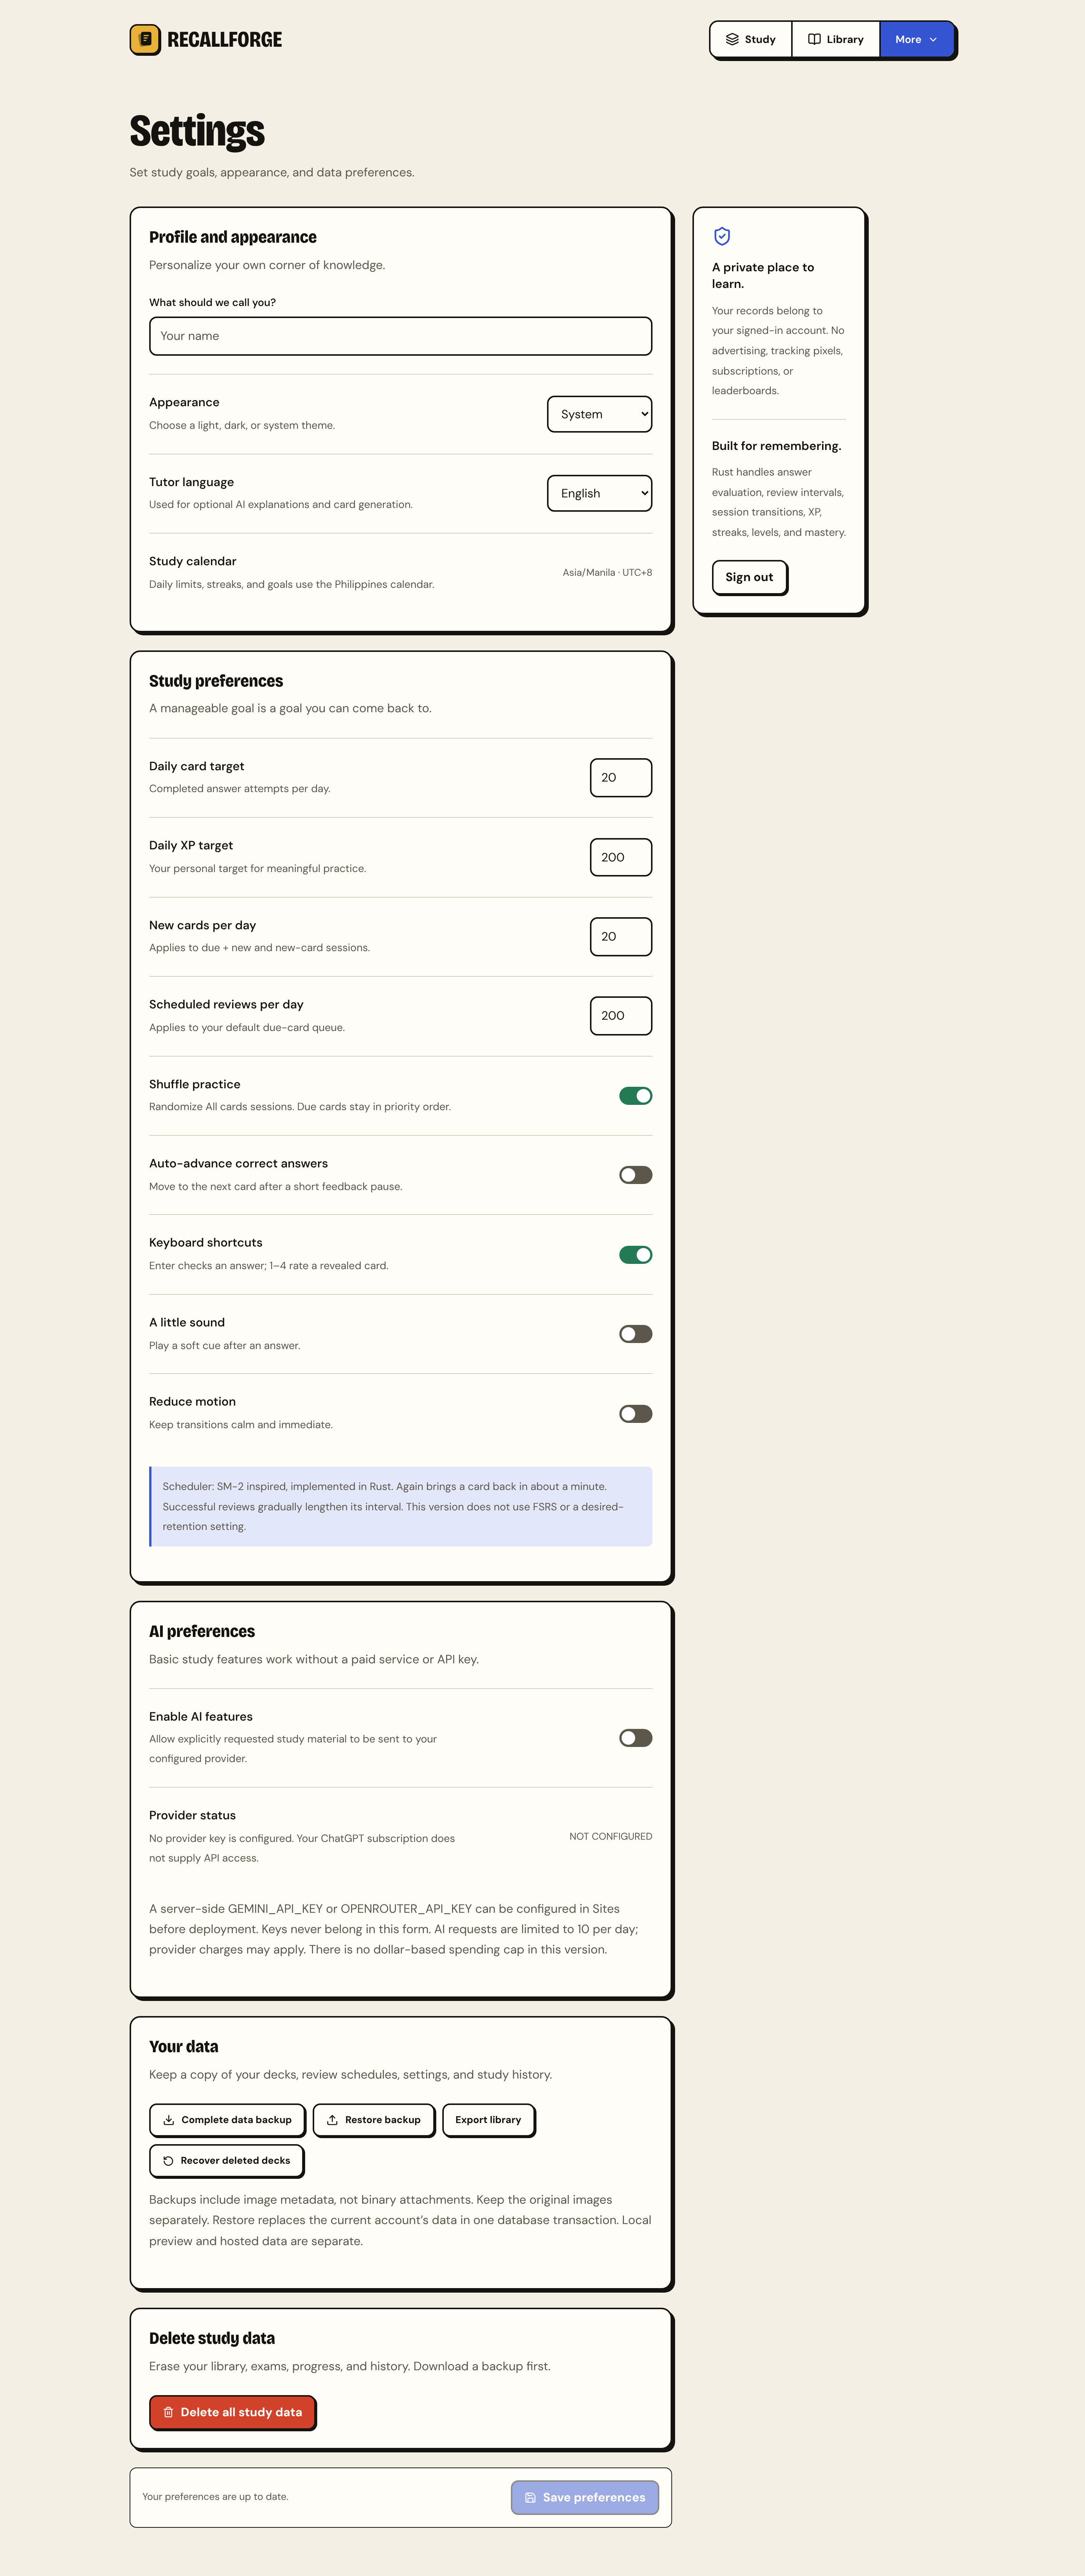 RECALLFORGE
Study
Library
More
Settings
Set study goals, appearance, and data preferences.
Profile and appearance
Personalize your own corner of knowledge.
What should we call you?
Your name
Appearance
Choose a light, dark, or system theme.
System
Tutor language
Used for optional AI explanations and card generation.
English
Study calendar
Daily limits, streaks, and goals use the Philippines calendar.
Asia/Manila · UTC+8
A private place to
learn.
Your records belong to
your signed-in account. No
advertising, tracking pixels,
subscriptions, or
leaderboards.
Built for remembering.
Rust handles answer
evaluation, review intervals,
session transitions, XP,
streaks, levels, and mastery.
Sign out
Study preferences
A manageable goal is a goal you can come back to.
Daily card target
Completed answer attempts per day.
20
Daily XP target
Your personal target for meaningful practice.
200
New cards per day
Applies to due + new and new-card sessions.
20
Scheduled reviews per day
Applies to your default due-card queue.
200
Shuffle practice
Randomize All cards sessions. Due cards stay in priority order.
Auto-advance correct answers
Move to the next card after a short feedback pause.
Keyboard shortcuts
Enter checks an answer; 1–4 rate a revealed card.
A little sound
Play a soft cue after an answer.
Reduce motion
Keep transitions calm and immediate.
Scheduler: SM-2 inspired, implemented in Rust. Again brings a card back in about a minute.
Successful reviews gradually lengthen its interval. This version does not use FSRS or a desired-
retention setting.
AI preferences
Basic study features work without a paid service or API key.
Enable AI features
Allow explicitly requested study material to be sent to your
configured provider.
Provider status
No provider key is configured. Your ChatGPT subscription does
not supply API access.
NOT CONFIGURED
A server-side GEMINI_API_KEY or OPENROUTER_API_KEY can be configured in Sites
before deployment. Keys never belong in this form. AI requests are limited to 10 per day;
provider charges may apply. There is no dollar-based spending cap in this version.
Your data
Keep a copy of your decks, review schedules, settings, and study history.
Complete data backup
Restore backup
Export library
Recover deleted decks
Backups include image metadata, not binary attachments. Keep the original images
separately. Restore replaces the current account's data in one database transaction. Local
preview and hosted data are separate.
Delete study data
Erase your library, exams, progress, and history. Download a backup first.
Delete all study data
Your preferences are up to date.
Save preferences